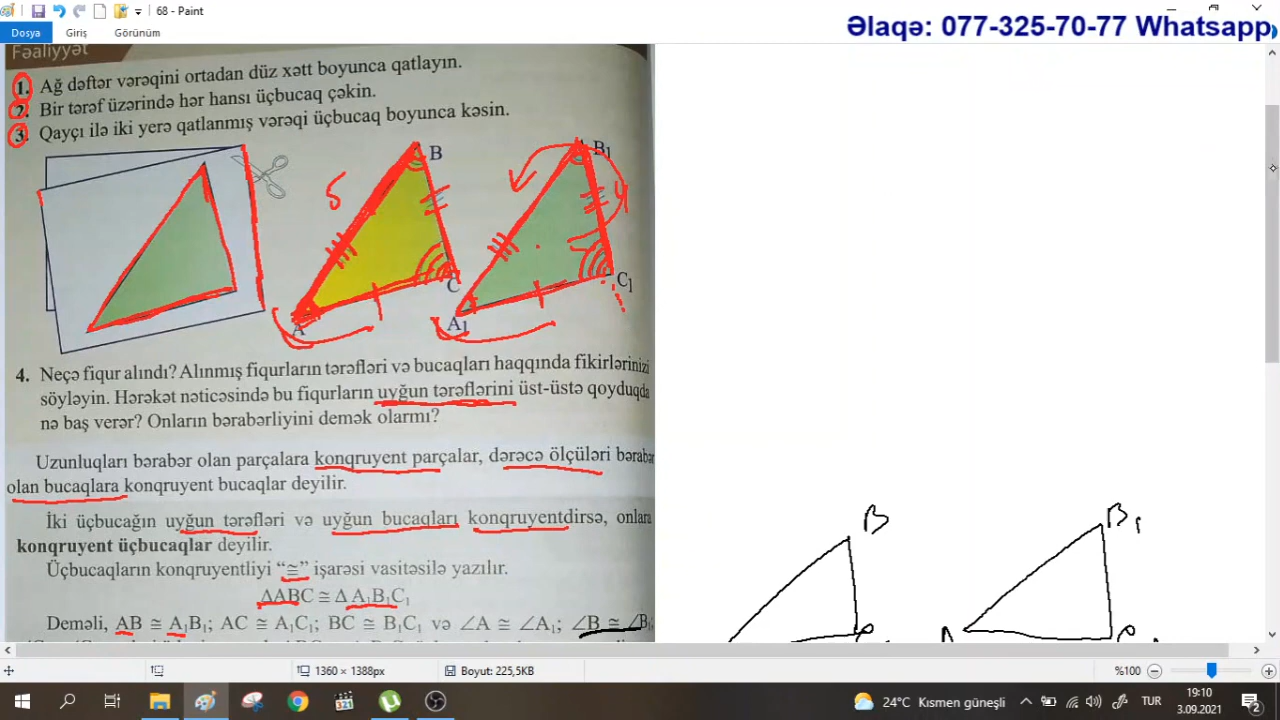 68 - Paint
Dosya Giriş Görünüm
Əlaqə: 077-325-70-77 Whatsapp
Fəaliyyət
1. Ağ dəftər vərəqini ortadan düz xətt boyunca qatlayın.
2. Bir tərəf üzərində hər hansı üçbucaq çəkin.
3. Qayçı ilə iki yerə qatlanmış vərəqi üçbucaq boyunca kəsin.
B B₁
5 4
C C₁
A A₁
4. Neçə fiqur alındı? Alınmış fiqurların tərəfləri və bucaqları haqqında fikirlərinizi
söyləyin. Hərəkət nəticəsində bu fiqurların uyğun tərəflərini üst-üstə qoyduqda
nə baş verər? Onların bərabərliyini demək olarmı?
Uzunluqları bərabər olan parçalara konqruyent parçalar, dərəcə ölçüləri bərabər
olan bucaqlara konqruyent bucaqlar deyilir.
İki üçbucağın uyğun tərəfləri və uyğun bucaqları konqruyentdirsə, onlara
konqruyent üçbucaqlar deyilir.
Üçbucaqların konqruyentliyi “≅” işarəsi vasitəsilə yazılır.
ΔABC ≅ Δ A₁B₁C₁
Deməli, AB ≅ A₁B₁; AC ≅ A₁C₁; BC ≅ B₁C₁ və ∠A ≅ ∠A₁; ∠B ≅ ∠B₁
B B₁
1360 × 1388px
Boyut: 225,5KB
%100
24°C Kısmen güneşli
TUR
19:10
3.09.2021
2